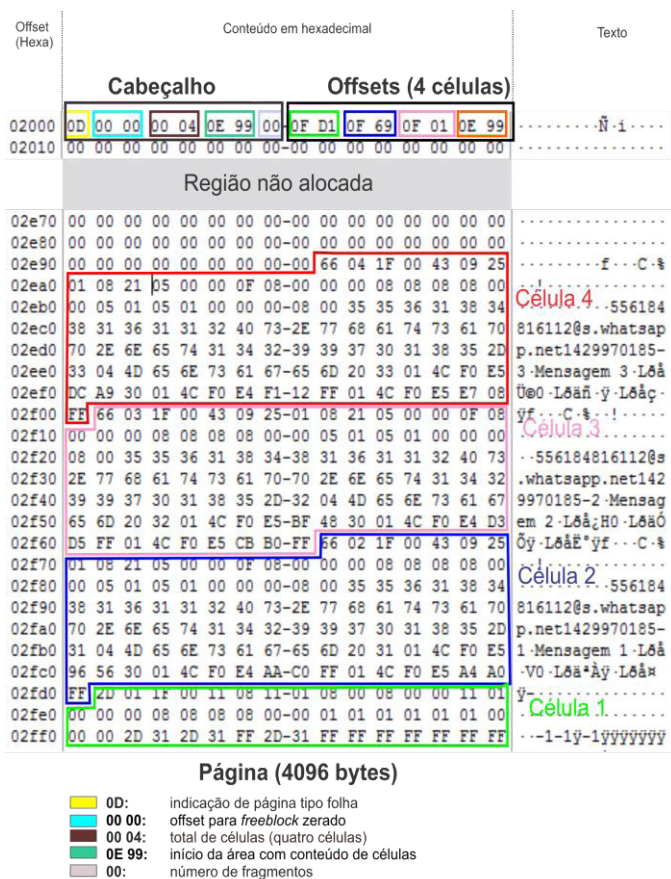 Offset
(Hexa)
Conteúdo em hexadecimal
Texto
Cabeçalho
Offsets (4 células)
02000 0D 00 00 00 04 0E 99 00-0F D1 0F 69 0F 01 0E 99 ·········Ñ·i····
02010 00 00 00 00 00 00 00 00-00 00 00 00 00 00 00 00 ················
Região não alocada
02e70 00 00 00 00 00 00 00 00-00 00 00 00 00 00 00 00 ················
02e80 00 00 00 00 00 00 00 00-00 00 00 00 00 00 00 00 ················
02e90 00 00 00 00 00 00 00 00-00 66 04 1F 00 43 09 25 ·········f···C·%
02ea0 01 08 21 05 00 00 0F 08-00 00 00 08 08 08 08 00
Célula 4
02eb0 00 05 01 05 01 00 00 00-08 00 35 35 36 31 38 34 ··········556184
02ec0 38 31 36 31 31 32 40 73-2E 77 68 61 74 73 61 70 816112@s.whatsap
02ed0 70 2E 6E 65 74 31 34 32-39 39 37 30 31 38 35 2D p.net1429970185-
02ee0 33 04 4D 65 6E 73 61 67-65 6D 20 33 01 4C F0 E5 3·Mensagem 3·Lðå
02ef0 DC A9 30 01 4C F0 E4 F1-12 FF 01 4C F0 E5 E7 08 Ü©0·Lðäñ·ÿ·Lðåç·
02f00 FF 66 03 1F 00 43 09 25-01 08 21 05 00 00 0F 08 ÿf···C·%··!·····
Célula 3
02f10 00 00 00 08 08 08 08 00-00 05 01 05 01 00 00 00
02f20 08 00 35 35 36 31 38 34-38 31 36 31 31 32 40 73 ··556184816112@s
02f30 2E 77 68 61 74 73 61 70-70 2E 6E 65 74 31 34 32 .whatsapp.net142
02f40 39 39 37 30 31 38 35 2D-32 04 4D 65 6E 73 61 67 9970185-2·Mensag
02f50 65 6D 20 32 01 4C F0 E5-BF 48 30 01 4C F0 E4 D3 em 2·Lðå¿H0·LðäÓ
02f60 D5 FF 01 4C F0 E5 CB B0-FF 66 02 1F 00 43 09 25 Õÿ·LðåË°ÿf···C·%
02f70 01 08 21 05 00 00 0F 08-00 00 00 08 08 08 08 00
Célula 2
02f80 00 05 01 05 01 00 00 00-08 00 35 35 36 31 38 34 ··········556184
02f90 38 31 36 31 31 32 40 73-2E 77 68 61 74 73 61 70 816112@s.whatsap
02fa0 70 2E 6E 65 74 31 34 32-39 39 37 30 31 38 35 2D p.net1429970185-
02fb0 31 04 4D 65 6E 73 61 67-65 6D 20 31 01 4C F0 E5 1·Mensagem 1·Lðå
02fc0 96 56 30 01 4C F0 E4 AA-C0 FF 01 4C F0 E5 A4 A0 ·V0·LðäªÀÿ·Lðå¤
02fd0 FF 2D 01 1F 00 11 08 11-01 08 00 08 00 00 11 01 ÿ-··············
Célula 1
02fe0 00 00 00 08 08 08 08 00-00 01 01 01 01 01 01 00
02ff0 00 00 2D 31 2D 31 FF 2D-31 FF FF FF FF FF FF FF ··-1-1ÿ-1ÿÿÿÿÿÿÿ
Página (4096 bytes)
0D: indicação de página tipo folha
00 00: offset para freeblock zerado
00 04: total de células (quatro células)
0E 99: início da área com conteúdo de células
00: número de fragmentos